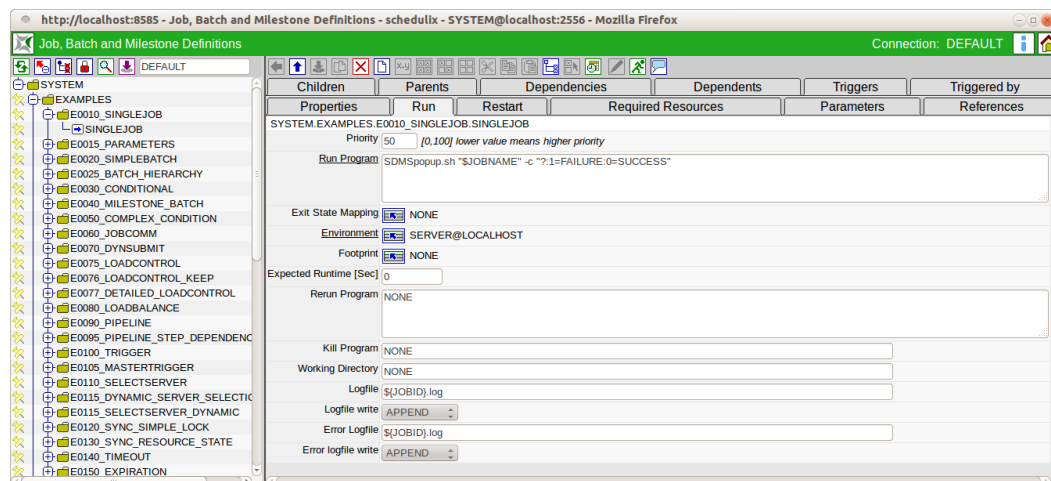 http://localhost:8585 - Job, Batch and Milestone Definitions - schedulix - SYSTEM@localhost:2556 - Mozilla Firefox
Job, Batch and Milestone Definitions
Connection: DEFAULT
DEFAULT
SYSTEM
EXAMPLES
E0010_SINGLEJOB
SINGLEJOB
E0015_PARAMETERS
E0020_SIMPLEBATCH
E0025_BATCH_HIERARCHY
E0030_CONDITIONAL
E0040_MILESTONE_BATCH
E0050_COMPLEX_CONDITION
E0060_JOBCOMM
E0070_DYNSUBMIT
E0075_LOADCONTROL
E0076_LOADCONTROL_KEEP
E0077_DETAILED_LOADCONTROL
E0080_LOADBALANCE
E0090_PIPELINE
E0095_PIPELINE_STEP_DEPENDENC
E0100_TRIGGER
E0105_MASTERTRIGGER
E0110_SELECTSERVER
E0115_DYNAMIC_SERVER_SELECTIO
E0115_SELECTSERVER_DYNAMIC
E0120_SYNC_SIMPLE_LOCK
E0130_SYNC_RESOURCE_STATE
E0140_TIMEOUT
E0150_EXPIRATION
Children Parents Dependencies Dependents Triggers Triggered by
Properties Run Restart Required Resources Parameters References
SYSTEM.EXAMPLES.E0010_SINGLEJOB.SINGLEJOB
Priority 50 [0,100] lower value means higher priority
Run Program SDMSpopup.sh "$JOBNAME" -c "?:1=FAILURE:0=SUCCESS"
Exit State Mapping NONE
Environment SERVER@LOCALHOST
Footprint NONE
Expected Runtime [Sec] 0
Rerun Program NONE
Kill Program NONE
Working Directory NONE
Logfile ${JOBID}.log
Logfile write APPEND
Error Logfile ${JOBID}.log
Error logfile write APPEND